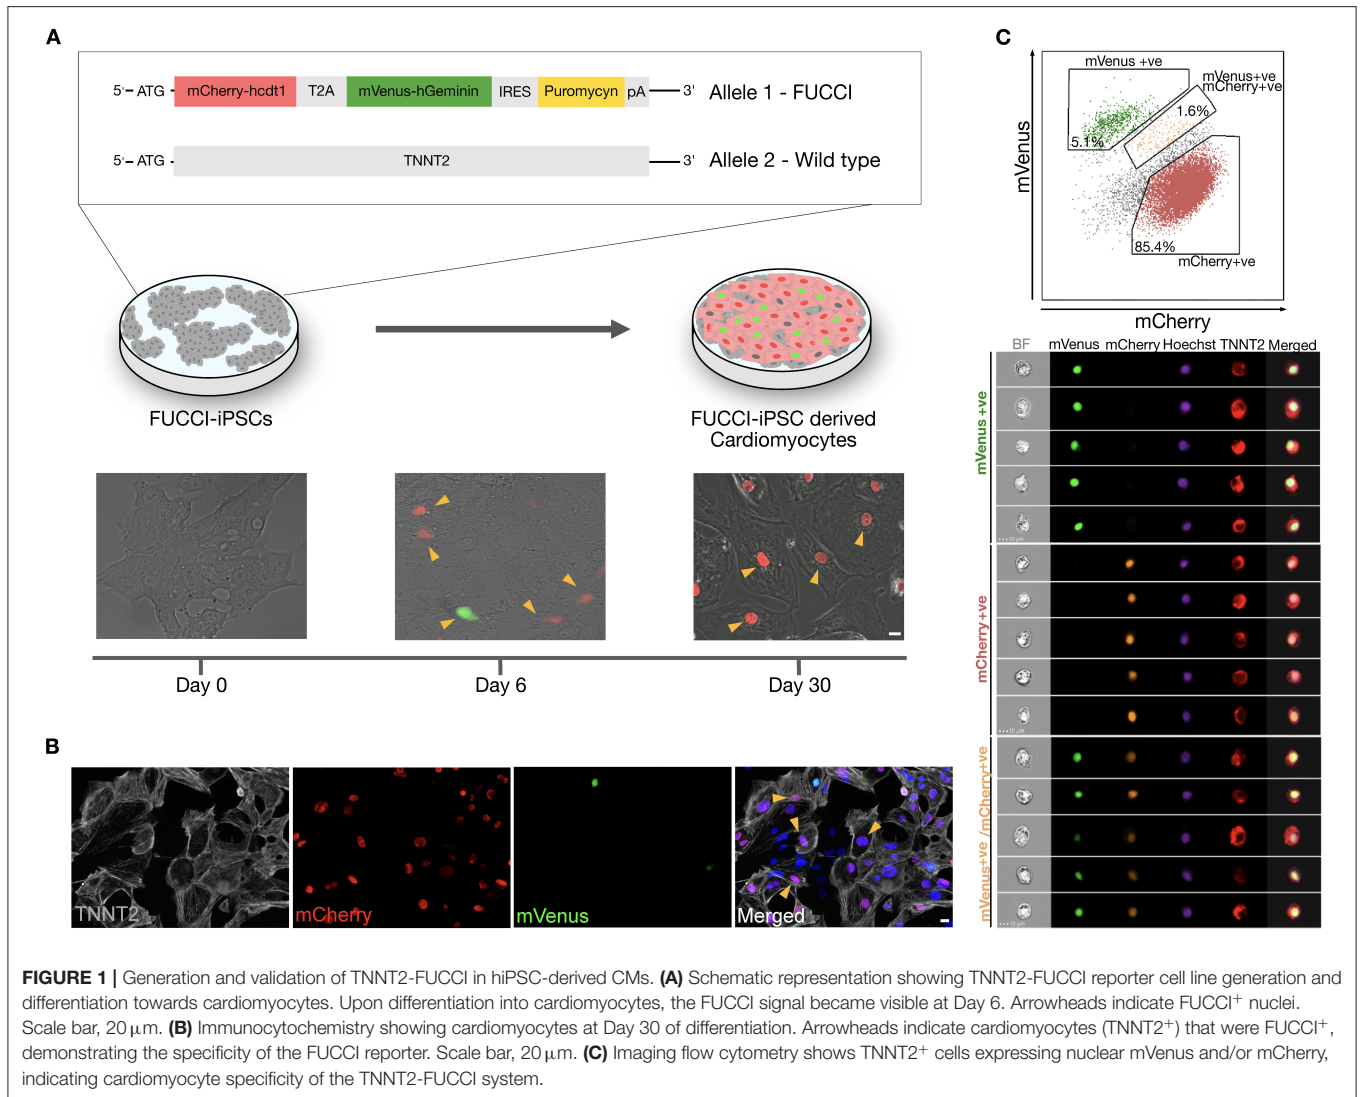 A
5'– ATG mCherry-hcdt1 T2A mVenus-hGeminin IRES Puromycyn pA 3' Allele 1 - FUCCI
5'– ATG TNNT2 3' Allele 2 - Wild type
FUCCI-iPSCs
FUCCI-iPSC derived
Cardiomyocytes
Day 0 Day 6 Day 30
B
TNNT2 mCherry mVenus Merged
C
mVenus +ve
mVenus+ve
mCherry+ve
1.6%
5.1%
85.4%
mCherry+ve
mVenus
mCherry
BF mVenus mCherry Hoechst TNNT2 Merged
mVenus +ve
10 µm
mCherry+ve
10 µm
mVenus+ve /mCherry+ve
10 µm
FIGURE 1 | Generation and validation of TNNT2-FUCCI in hiPSC-derived CMs. (A) Schematic representation showing TNNT2-FUCCI reporter cell line generation and
differentiation towards cardiomyocytes. Upon differentiation into cardiomyocytes, the FUCCI signal became visible at Day 6. Arrowheads indicate FUCCI⁺ nuclei.
Scale bar, 20 µm. (B) Immunocytochemistry showing cardiomyocytes at Day 30 of differentiation. Arrowheads indicate cardiomyocytes (TNNT2⁺) that were FUCCI⁺,
demonstrating the specificity of the FUCCI reporter. Scale bar, 20 µm. (C) Imaging flow cytometry shows TNNT2⁺ cells expressing nuclear mVenus and/or mCherry,
indicating cardiomyocyte specificity of the TNNT2-FUCCI system.